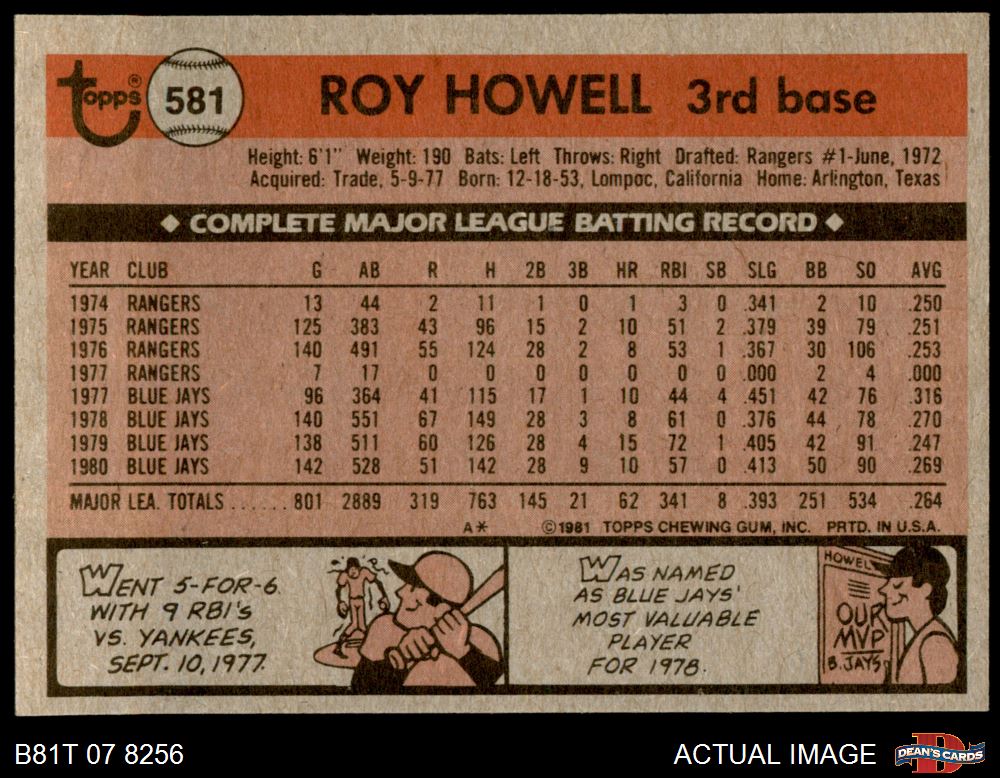 Topps® 581 ROY HOWELL 3rd base
Height: 6'1" Weight: 190 Bats: Left Throws: Right Drafted: Rangers #1-June, 1972
Acquired: Trade, 5-9-77 Born: 12-18-53, Lompoc, California Home: Arlington, Texas
◆ COMPLETE MAJOR LEAGUE BATTING RECORD ◆
YEAR CLUB G AB R H 2B 3B HR RBI SB SLG BB SO AVG
1974 RANGERS 13 44 2 11 1 0 1 3 0 .341 2 10 .250
1975 RANGERS 125 383 43 96 15 2 10 51 2 .379 39 79 .251
1976 RANGERS 140 491 55 124 28 2 8 53 1 .367 30 106 .253
1977 RANGERS 7 17 0 0 0 0 0 0 0 .000 2 4 .000
1977 BLUE JAYS 96 364 41 115 17 1 10 44 4 .451 42 76 .316
1978 BLUE JAYS 140 551 67 149 28 3 8 61 0 .376 44 78 .270
1979 BLUE JAYS 138 511 60 126 28 4 15 72 1 .405 42 91 .247
1980 BLUE JAYS 142 528 51 142 28 9 10 57 0 .413 50 90 .269
MAJOR LEA. TOTALS ...... 801 2889 319 763 145 21 62 341 8 .393 251 534 .264
A* ©1981 TOPPS CHEWING GUM, INC. PRTD. IN U.S.A.
WENT 5-FOR-6
WITH 9 RBI's
VS. YANKEES,
SEPT. 10, 1977.
WAS NAMED
AS BLUE JAYS'
MOST VALUABLE
PLAYER
FOR 1978.
HOWELL
OUR
MVP
B. JAYS
B81T 07 8256
ACTUAL IMAGE
D
DEAN'S CARDS